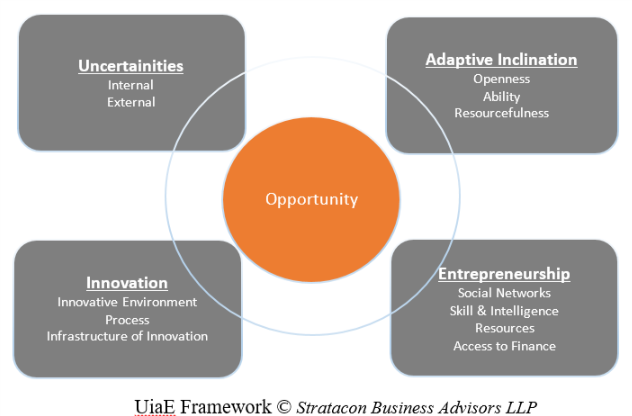 Uncertainities
Internal
External
Adaptive Inclination
Openness
Ability
Resourcefulness
Opportunity
Innovation
Innovative Environment
Process
Infrastructure of Innovation
Entrepreneurship
Social Networks
Skill & Intelligence
Resources
Access to Finance
UiaE Framework © Stratacon Business Advisors LLP